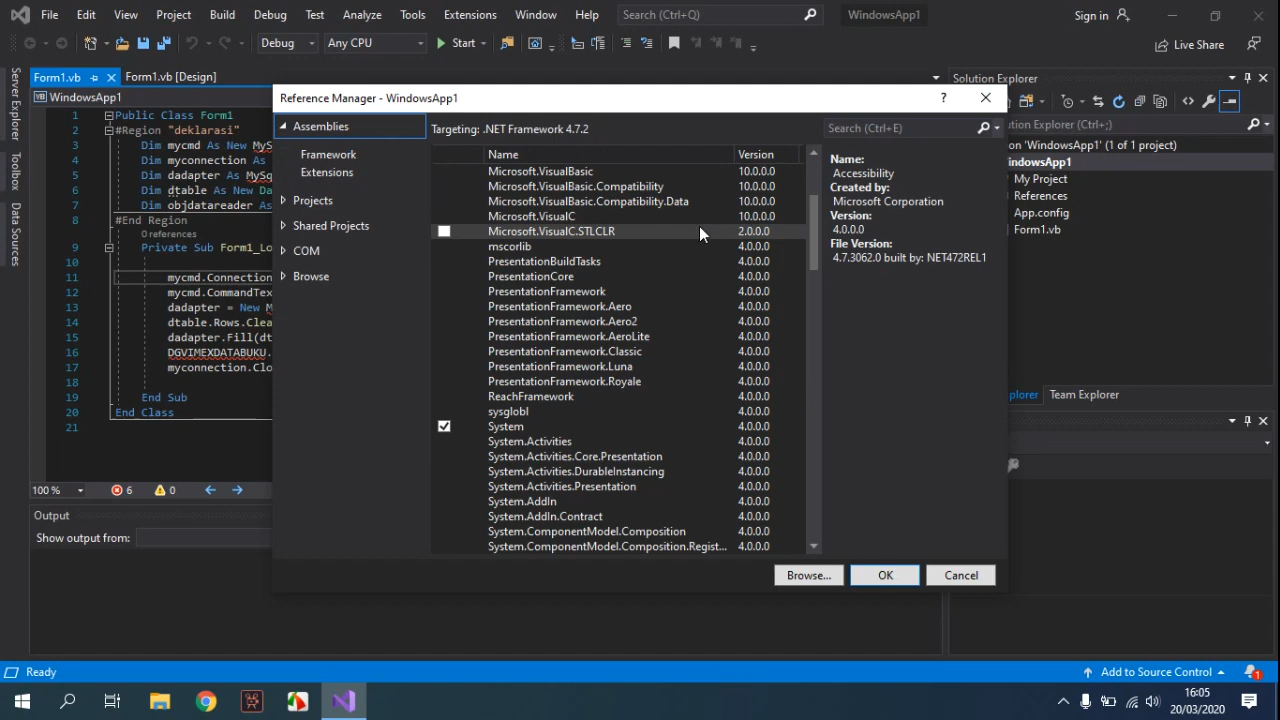 File Edit View Project Build Debug Test Analyze Tools Extensions Window Help Search (Ctrl+Q) WindowsApp1 Sign in
Debug Any CPU Start Live Share
Form1.vb Form1.vb [Design]
WindowsApp1
Server Explorer
Toolbox
Data Sources
1 Public Class Form1
2 #Region "deklarasi"
3 Dim mycmd As New MyS
4 Dim myconnection As
5 Dim dadapter As MySq
6 Dim dtable As New Da
7 Dim objdatareader As
8 #End Region
0 references
9 Private Sub Form1_Lo
10
11 mycmd.Connection
12 mycmd.CommandTex
13 dadapter = New M
14 dtable.Rows.Clea
15 dadapter.Fill(dt
16 DGVIMEXDATABUKU.
17 myconnection.Clo
18
19 End Sub
20 End Class
21
100 % 6 0
Output
Show output from:
Reference Manager - WindowsApp1 ?
Assemblies
Framework
Extensions
Projects
Shared Projects
COM
Browse
Targeting: .NET Framework 4.7.2
Search (Ctrl+E)
Name Version
Microsoft.VisualBasic 10.0.0.0
Microsoft.VisualBasic.Compatibility 10.0.0.0
Microsoft.VisualBasic.Compatibility.Data 10.0.0.0
Microsoft.VisualC 10.0.0.0
Microsoft.VisualC.STLCLR 2.0.0.0
mscorlib 4.0.0.0
PresentationBuildTasks 4.0.0.0
PresentationCore 4.0.0.0
PresentationFramework 4.0.0.0
PresentationFramework.Aero 4.0.0.0
PresentationFramework.Aero2 4.0.0.0
PresentationFramework.AeroLite 4.0.0.0
PresentationFramework.Classic 4.0.0.0
PresentationFramework.Luna 4.0.0.0
PresentationFramework.Royale 4.0.0.0
ReachFramework 4.0.0.0
sysglobl 4.0.0.0
System 4.0.0.0
System.Activities 4.0.0.0
System.Activities.Core.Presentation 4.0.0.0
System.Activities.DurableInstancing 4.0.0.0
System.Activities.Presentation 4.0.0.0
System.AddIn 4.0.0.0
System.AddIn.Contract 4.0.0.0
System.ComponentModel.Composition 4.0.0.0
System.ComponentModel.Composition.Regist... 4.0.0.0
Name:
Accessibility
Created by:
Microsoft Corporation
Version:
4.0.0.0
File Version:
4.7.3062.0 built by: NET472REL1
Browse... OK Cancel
Solution Explorer
olution Explorer (Ctrl+;)
on 'WindowsApp1' (1 of 1 project)
indowsApp1
My Project
References
App.config
Form1.vb
plorer Team Explorer
Ready Add to Source Control 1
16:05
20/03/2020